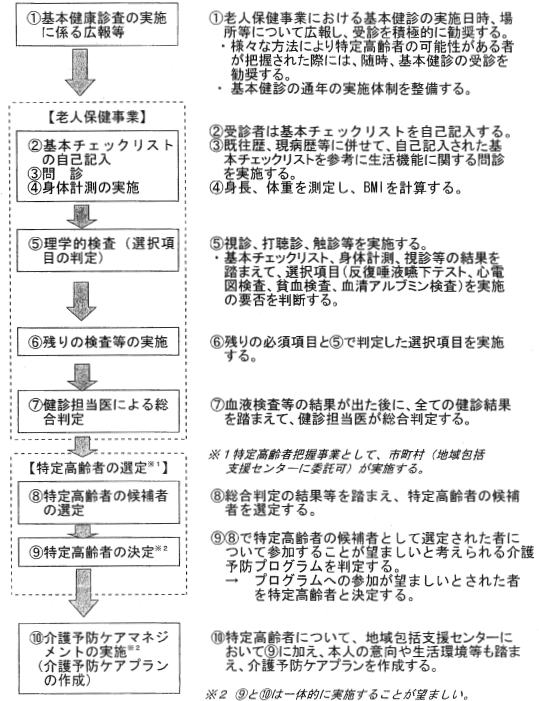 ①基本健康診査の実施
に係る広報等
①老人保健事業における基本健診の実施日時、場
所等について広報し、受診を積極的に勧奨する。
・様々な方法により特定高齢者の可能性がある者
が把握された際には、随時、基本健診の受診を
勧奨する。
・ 基本健診の通年の実施体制を整備する。
【老人保健事業】
②基本チェックリスト
の自己記入
③問 診
④身体計測の実施
②受診者は基本チェックリストを自己記入する。
③既往歴、現病歴等に併せて、自己記入された基
本チェックリストを参考に生活機能に関する問診
を実施する。
④身長、体重を測定し、BMIを計算する。
⑤理学的検査（選択項
目の判定）
⑤視診、打聴診、触診等を実施する。
・基本チェックリスト、身体計測、視診等の結果を
踏まえて、選択項目（反復唾液嚥下テスト、心電
図検査、貧血検査、血清アルブミン検査）を実施
の要否を判断する。
⑥残りの検査等の実施
⑥残りの必須項目と⑤で判定した選択項目を実施
する。
⑦健診担当医による総
合判定
⑦血液検査等の結果が出た後に、全ての健診結果
を踏まえて、健診担当医が総合判定する。
【特定高齢者の選定※1】
※1特定高齢者把握事業として、市町村（地域包括
支援センターに委託可）が実施する。
⑧特定高齢者の候補者
の選定
⑧総合判定の結果等を踏まえ、特定高齢者の候補
者を選定する。
⑨特定高齢者の決定※2
⑨⑧で特定高齢者の候補者として選定された者に
ついて参加することが望ましいと考えられる介護
予防プログラムを判定する。
→ プログラムへの参加が望ましいとされた者
を特定高齢者と決定する。
⑩介護予防ケアマネジ
メントの実施※2
（介護予防ケアプラン
の作成）
⑩特定高齢者について、地域包括支援センターに
おいて⑨に加え、本人の意向や生活環境等も踏ま
え、介護予防ケアプランを作成する。
※2 ⑨と⑩は一体的に実施することが望ましい。